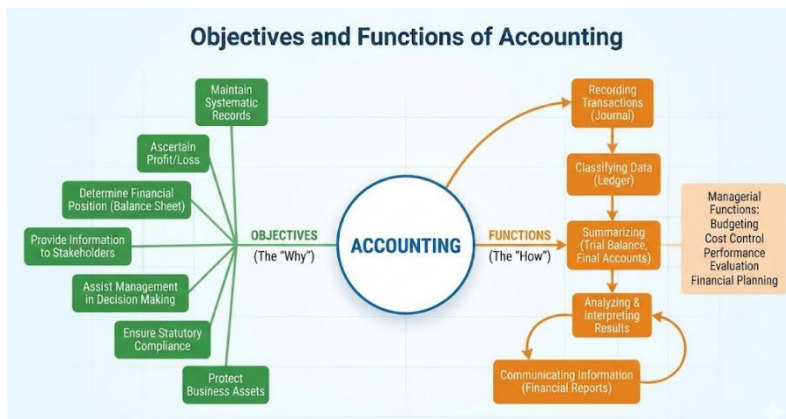 Objectives and Functions of Accounting
Maintain
Systematic
Records
Ascertain
Profit/Loss
Determine Financial
Position (Balance Sheet)
Provide Information
to Stakeholders
Assist Management
in Decision Making
Ensure Statutory
Compliance
Protect
Business Assets
OBJECTIVES
(The "Why")
ACCOUNTING
FUNCTIONS
(The "How")
Recording
Transactions
(Journal)
Classifying Data
(Ledger)
Summarizing
(Trial Balance,
Final Accounts)
Analyzing &
Interpreting
Results
Communicating Information
(Financial Reports)
Managerial
Functions:
Budgeting
Cost Control
Performance
Evaluation
Financial Planning